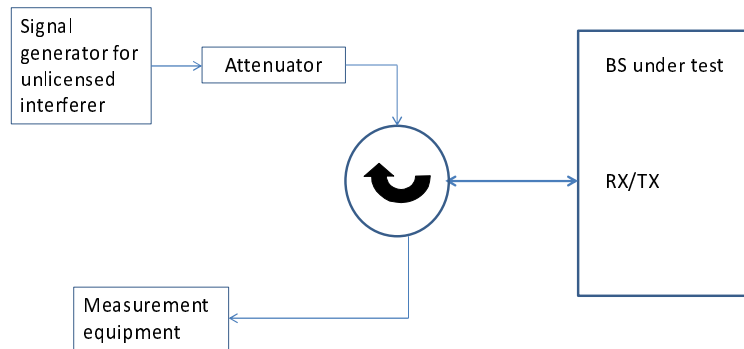 Signal
generator for
unlicensed
interferer
Attenuator
BS under test
RX/TX
Measurement
equipment